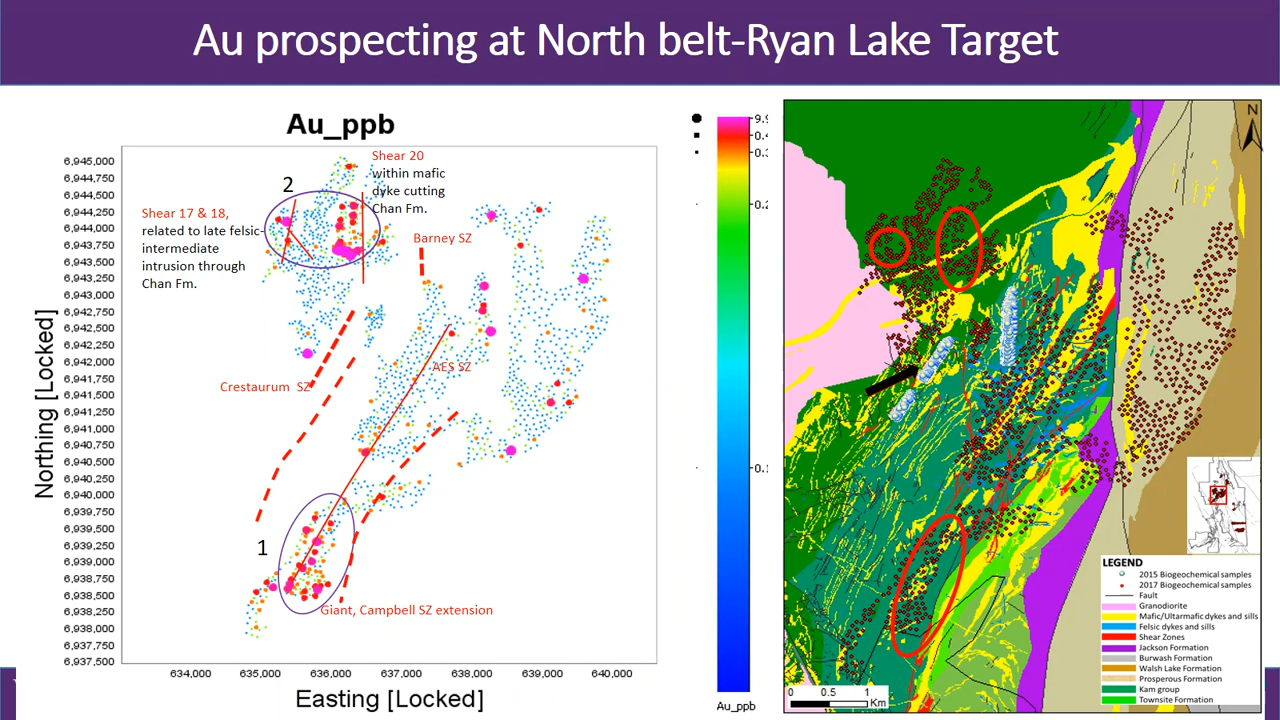 Au prospecting at North belt-Ryan Lake Target
Au_ppb
Northing [Locked]
6,945,000
6,944,750
6,944,500
6,944,250
6,944,000
6,943,750
6,943,500
6,943,250
6,943,000
6,942,750
6,942,500
6,942,250
6,942,000
6,941,750
6,941,500
6,941,250
6,941,000
6,940,750
6,940,500
6,940,250
6,940,000
6,939,750
6,939,500
6,939,250
6,939,000
6,938,750
6,938,500
6,938,250
6,938,000
6,937,750
6,937,500
634,000
635,000
636,000
637,000
638,000
639,000
640,000
Easting [Locked]
2
Shear 17 & 18,
related to late felsic-
intermediate
intrusion through
Chan Fm.
Shear 20
within mafic
dyke cutting
Chan Fm.
Barney SZ
Crestaurum SZ
AES SZ
1
Giant, Campbell SZ extension
9.9
0.2
0.1
Au_ppb
N
0
0.5
1
Km
LEGEND
2015 Biogeochemical samples
2017 Biogeochemical samples
Fault
Granodiorite
Mafic/Ultarmafic dykes and sills
Felsic dykes and sills
Shear Zones
Jackson Formation
Burwash Formation
Walsh Lake Formation
Prosperous Formation
Kam group
Townsite Formation